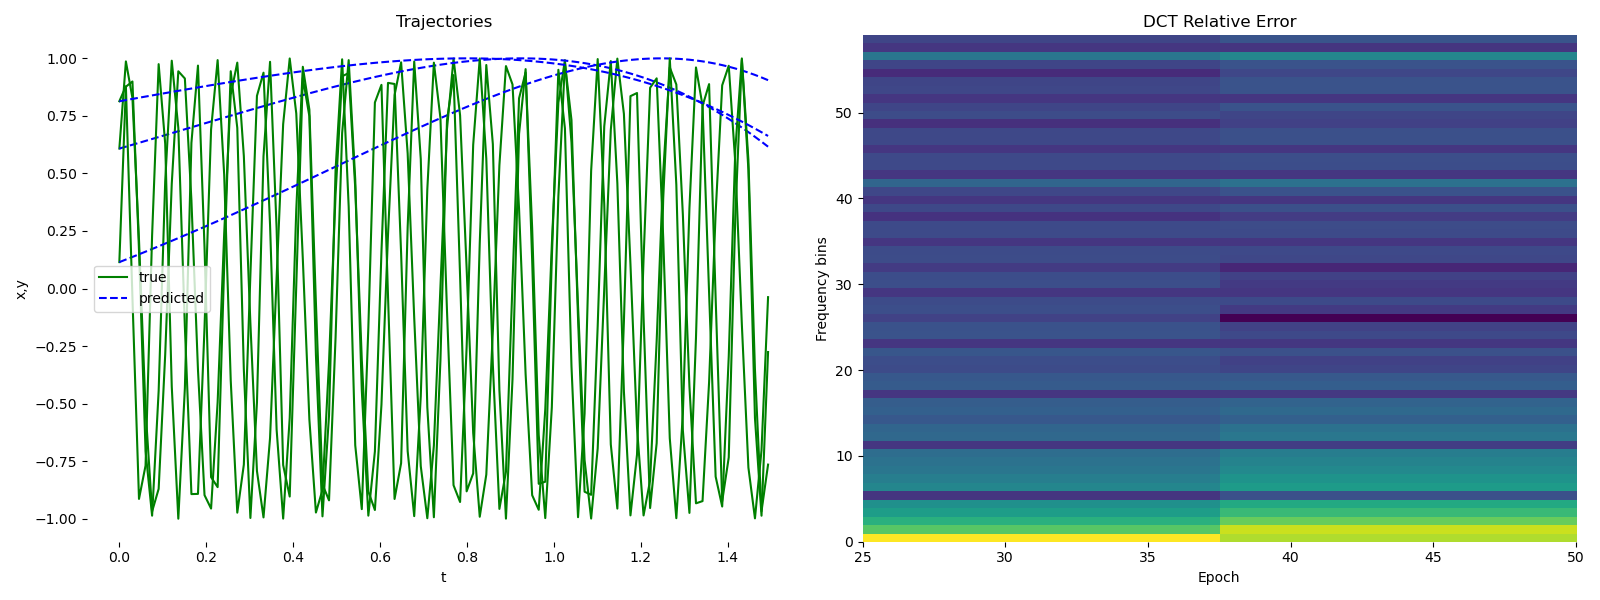 Trajectories
1.00
0.75
0.50
0.25
0.00
−0.25
−0.50
−0.75
−1.00
x,y
true
predicted
0.0 0.2 0.4 0.6 0.8 1.0 1.2 1.4
t
DCT Relative Error
50
40
30
20
10
0
Frequency bins
25 30 35 40 45 50
Epoch